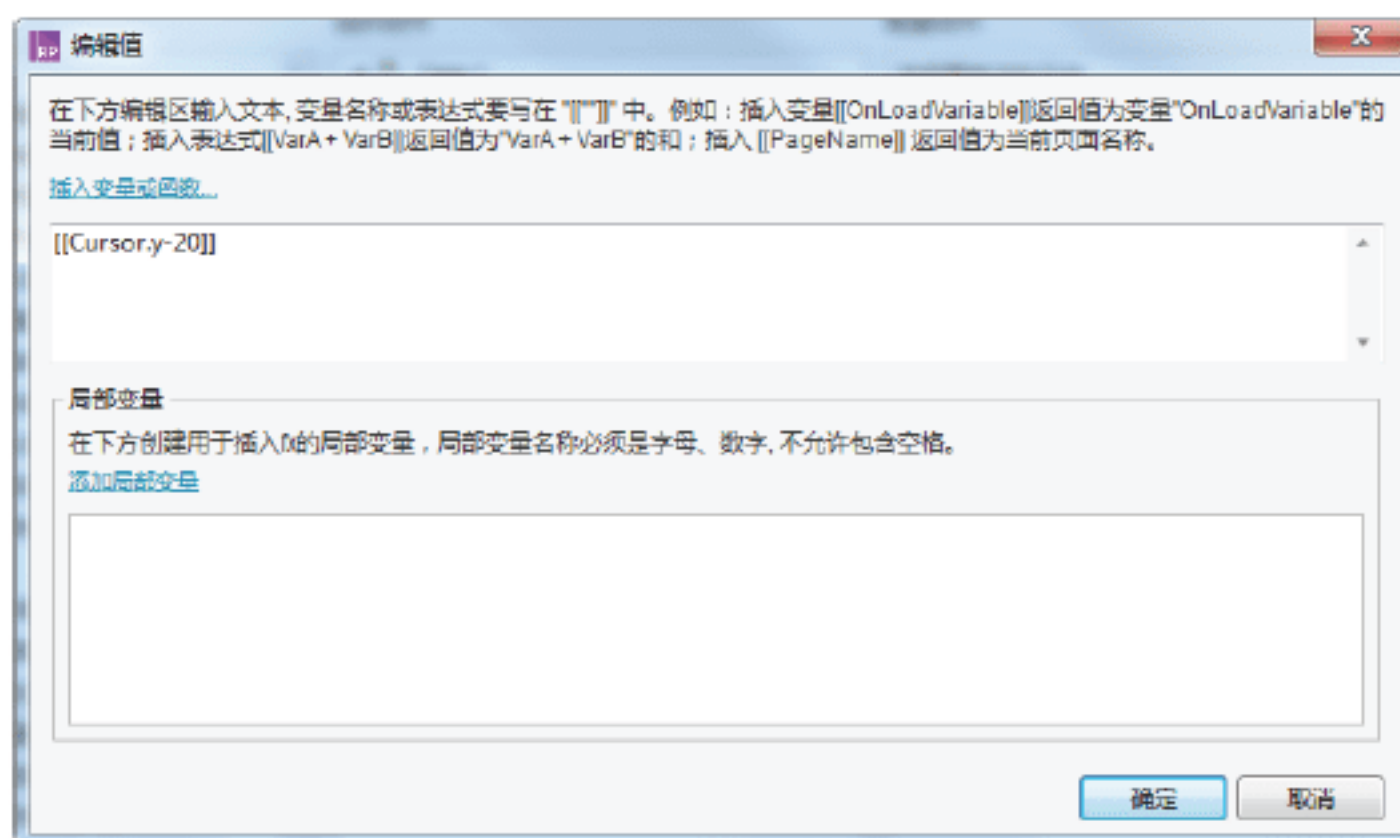 RP 编辑值
在下方编辑区输入文本,变量名称或表达式要写在 "[[""]]" 中。例如：插入变量[[OnLoadVariable]]返回值为变量"OnLoadVariable"的
当前值；插入表达式[[VarA + VarB]]返回值为"VarA + VarB"的和；插入 [[PageName]] 返回值为当前页面名称。
插入变量或函数...
[[Cursor.y-20]]
局部变量
在下方创建用于插入fx的局部变量，局部变量名称必须是字母、数字,不允许包含空格。
添加局部变量
确定 取消